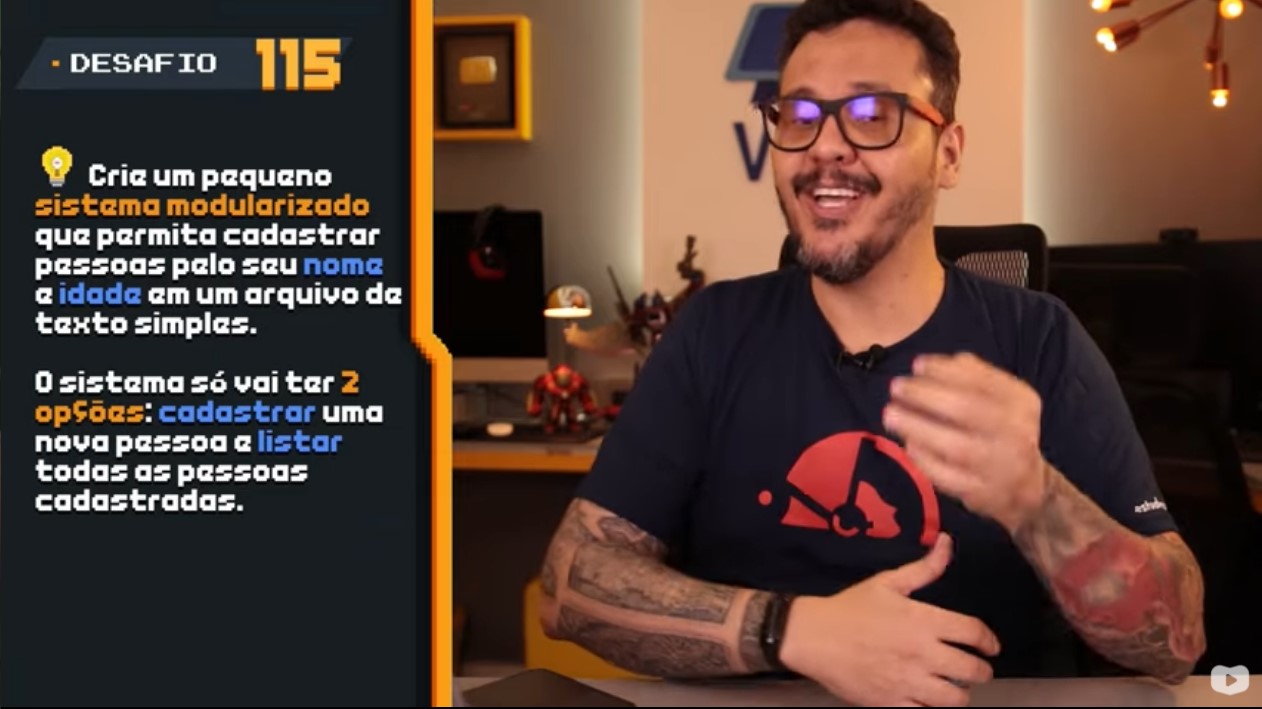 DESAFIO 115
Crie um pequeno
sistema modularizado
que permita cadastrar
pessoas pelo seu nome
e idade em um arquivo de
texto simples.
O sistema só vai ter 2
opções: cadastrar uma
nova pessoa e listar
todas as pessoas
cadastradas.
V